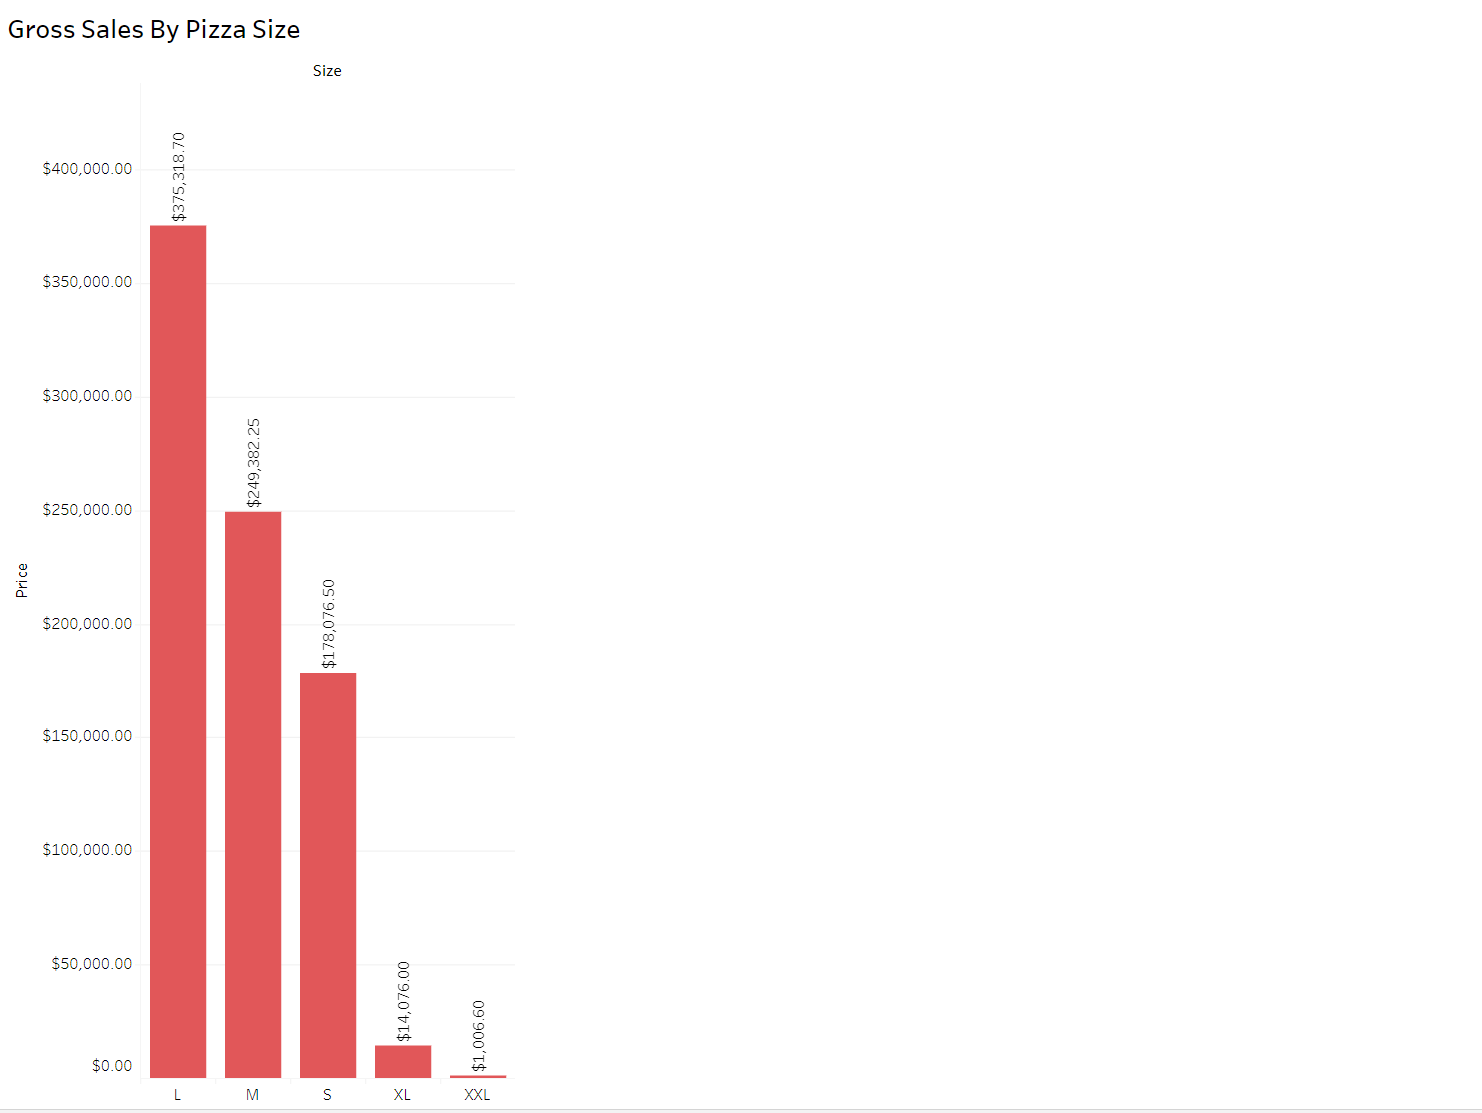 Gross Sales By Pizza Size
Size
$400,000.00
$350,000.00
$300,000.00
$250,000.00
$200,000.00
$150,000.00
$100,000.00
$50,000.00
$0.00
Price
$375,318.70
$249,382.25
$178,076.50
$14,076.00
$1,006.60
L
M
S
XL
XXL